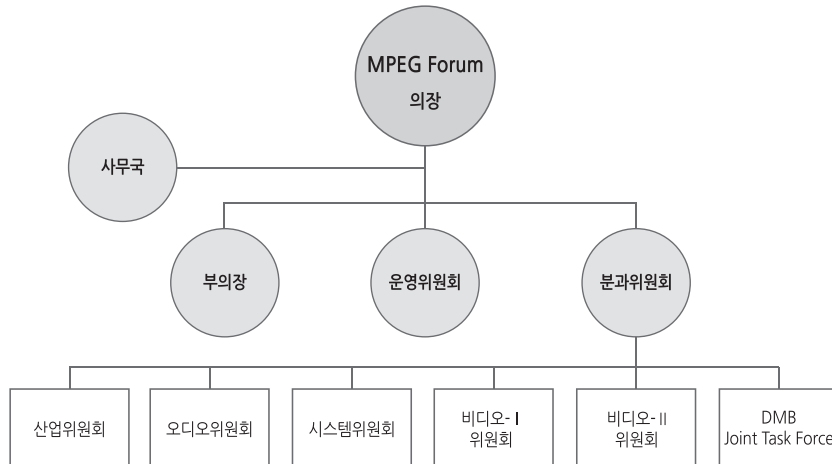 MPEG Forum
의장
사무국
부의장
운영위원회
분과위원회
산업위원회
오디오위원회
시스템위원회
비디오-Ⅰ
위원회
비디오-Ⅱ
위원회
DMB
Joint Task Force